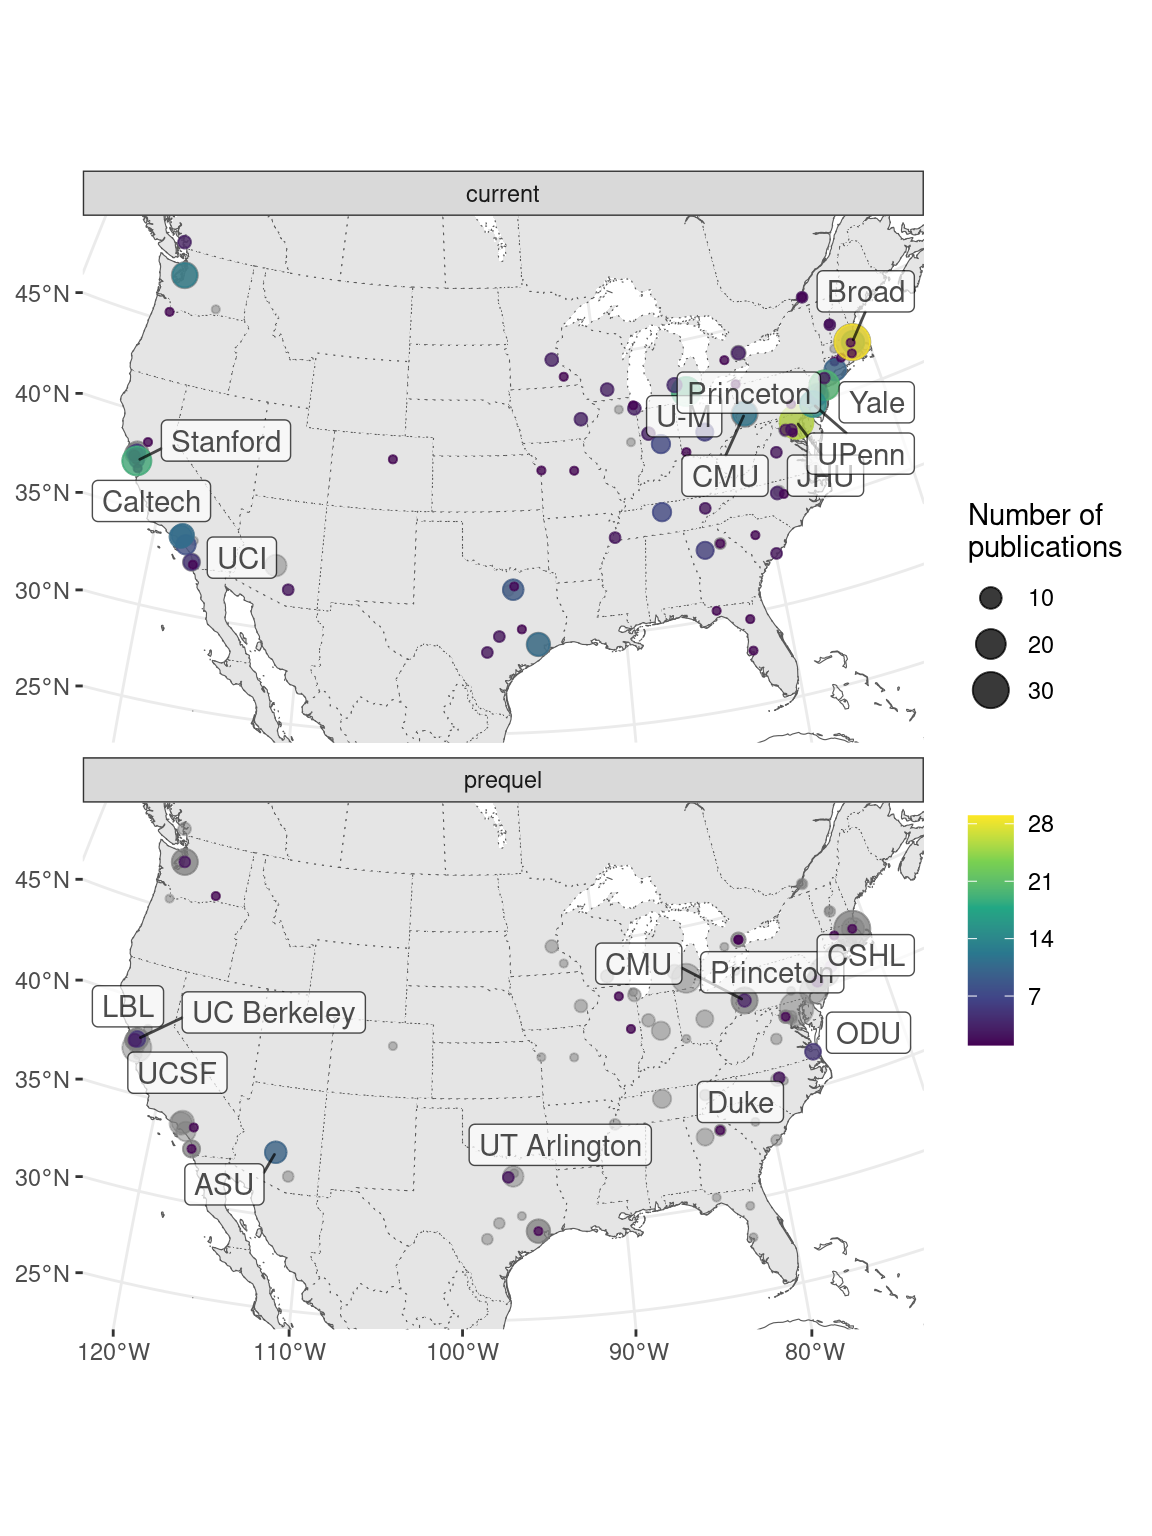 current
45°N
40°N
35°N
30°N
25°N
Broad
Princeton
Yale
U-M
Stanford
UPenn
CMU
JHU
Caltech
UCI
Number of
publications
10
20
30
prequel
45°N
40°N
35°N
30°N
25°N
CSHL
CMU
Princeton
LBL
UC Berkeley
ODU
UCSF
Duke
UT Arlington
ASU
28
21
14
7
120°W
110°W
100°W
90°W
80°W